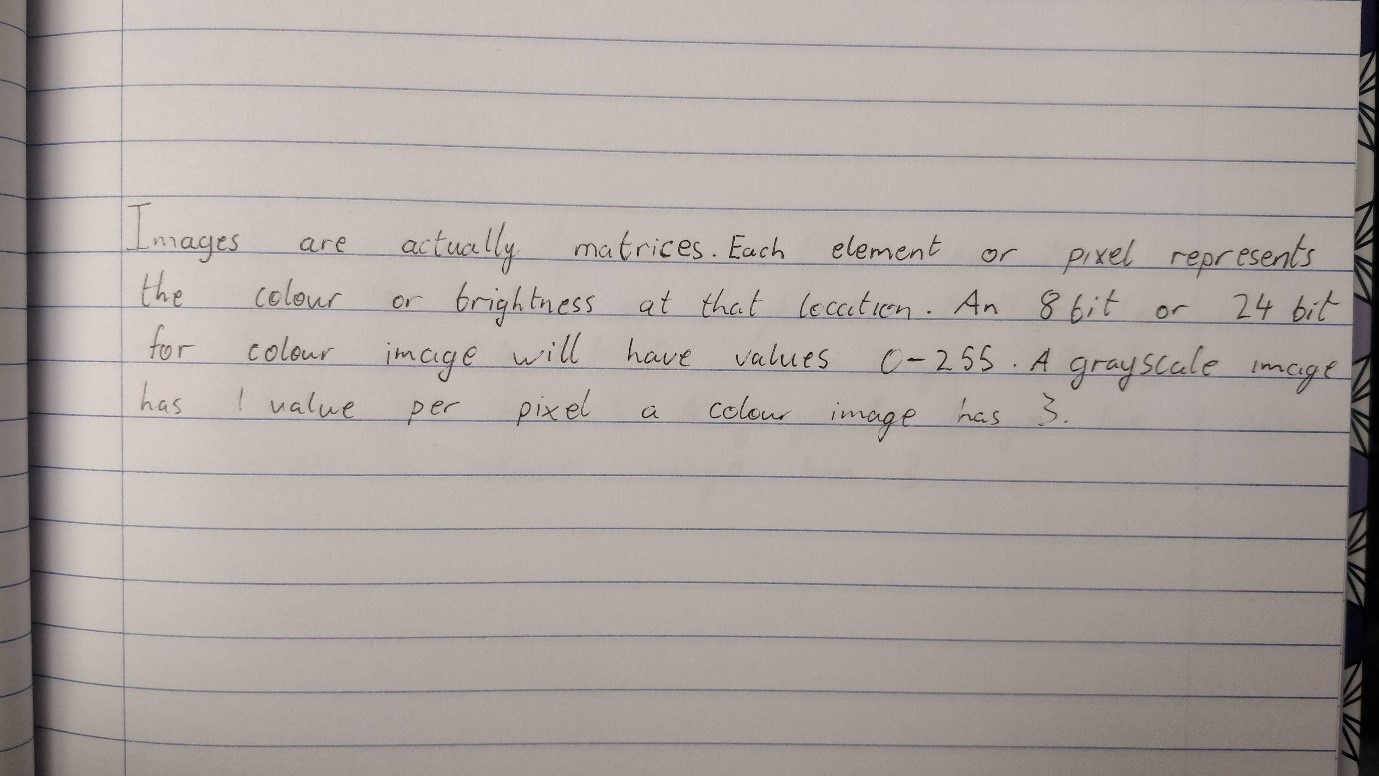 Images are actually matrices. Each element or pixel represents
the colour or brightness at that location. An 8 bit or 24 bit
for colour image will have values 0-255. A grayscale image
has 1 value per pixel a colour image has 3.